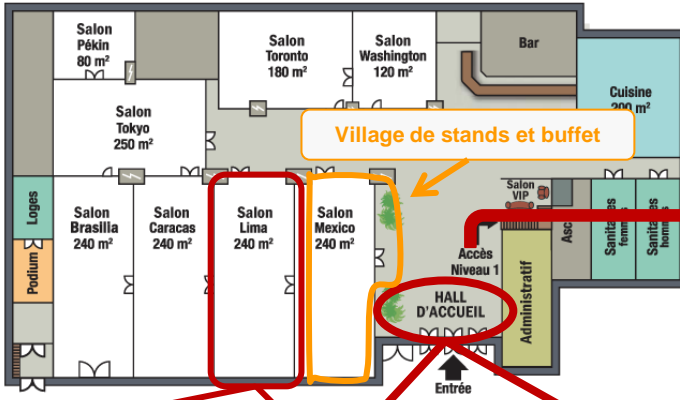 Salon
Pékin
80 m²
Salon
Toronto
180 m²
Salon
Washington
120 m²
Bar
Cuisine
200 m²
Salon
Tokyo
250 m²
Village de stands et buffet
Loges
Podium
Salon
Brasilia
240 m²
Salon
Caracas
240 m²
Salon
Lima
240 m²
Salon
Mexico
240 m²
Salon
VIP
Asc
Sanitaires
femmes
Sanitaires
hommes
Accès
Niveau 1
HALL
D'ACCUEIL
Administratif
Entrée